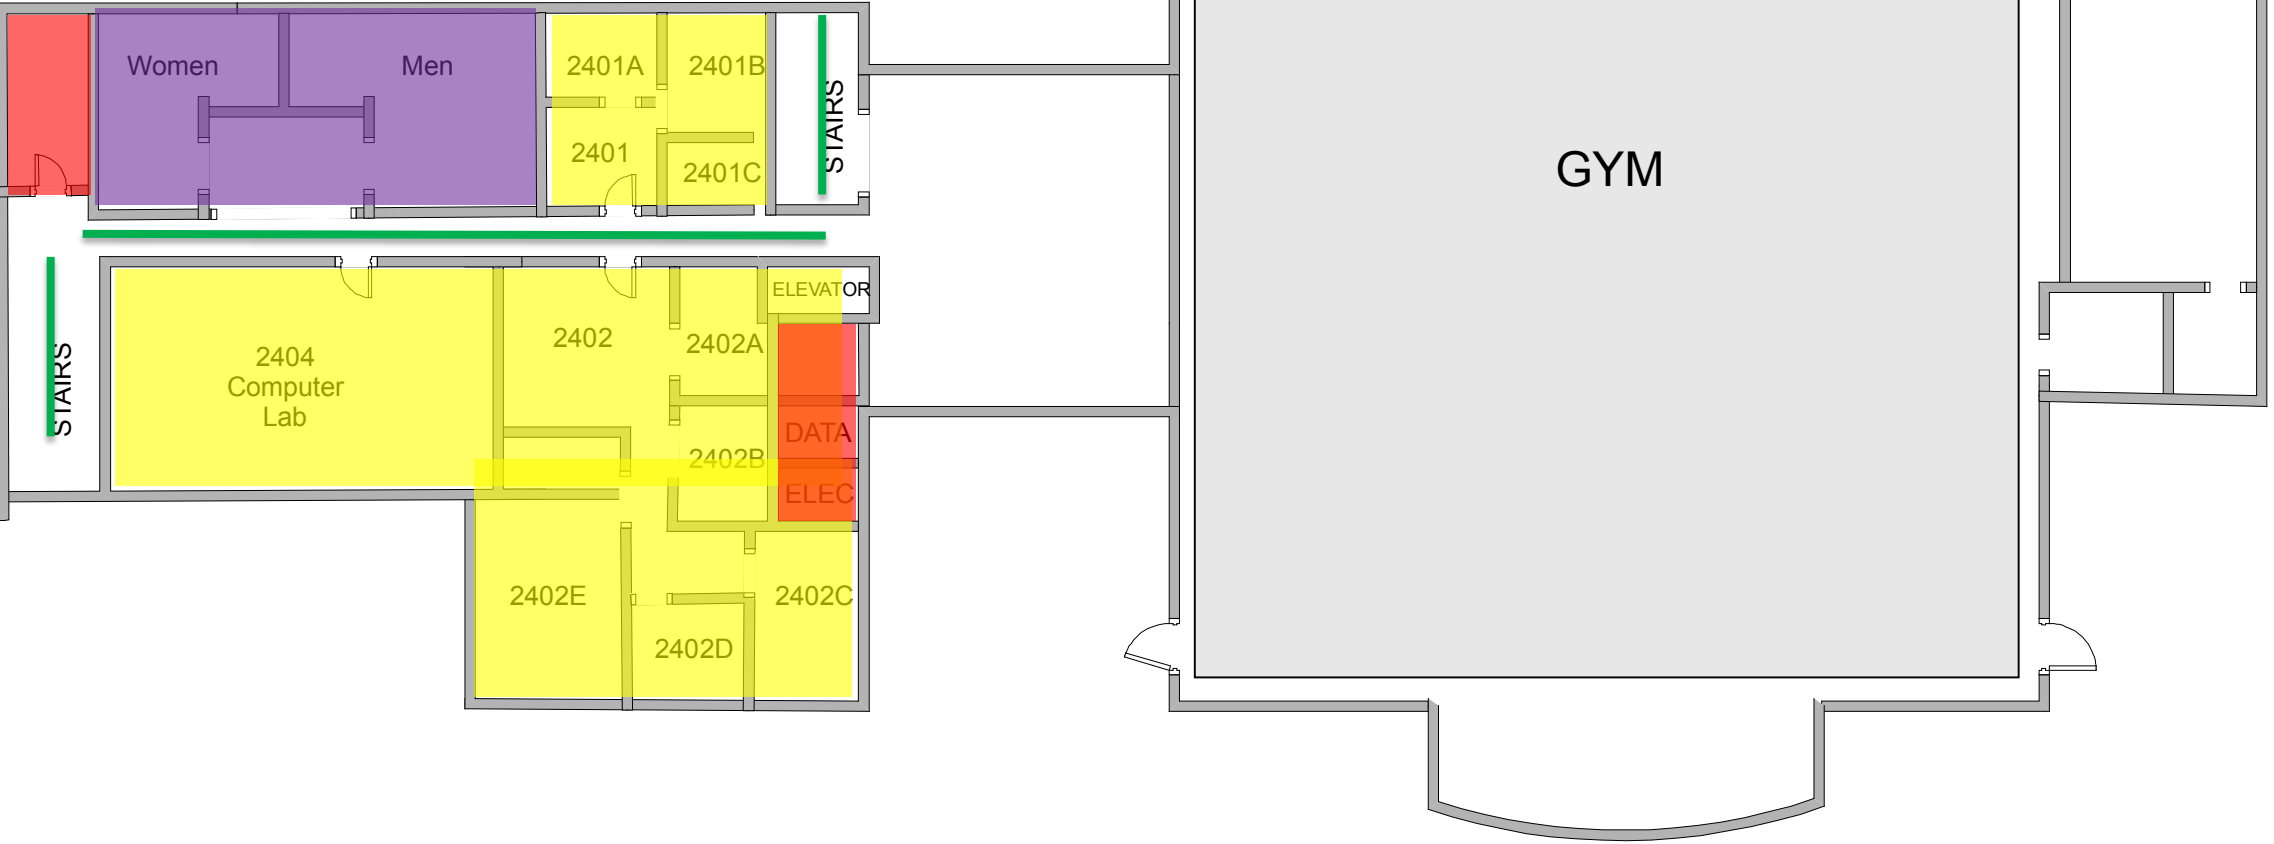 Women
Men
2401A
2401B
2401
2401C
STAIRS
GYM
ELEVATOR
2402
2402A
2404
Computer
Lab
STAIRS
DATA
2402B
ELEC
2402E
2402C
2402D